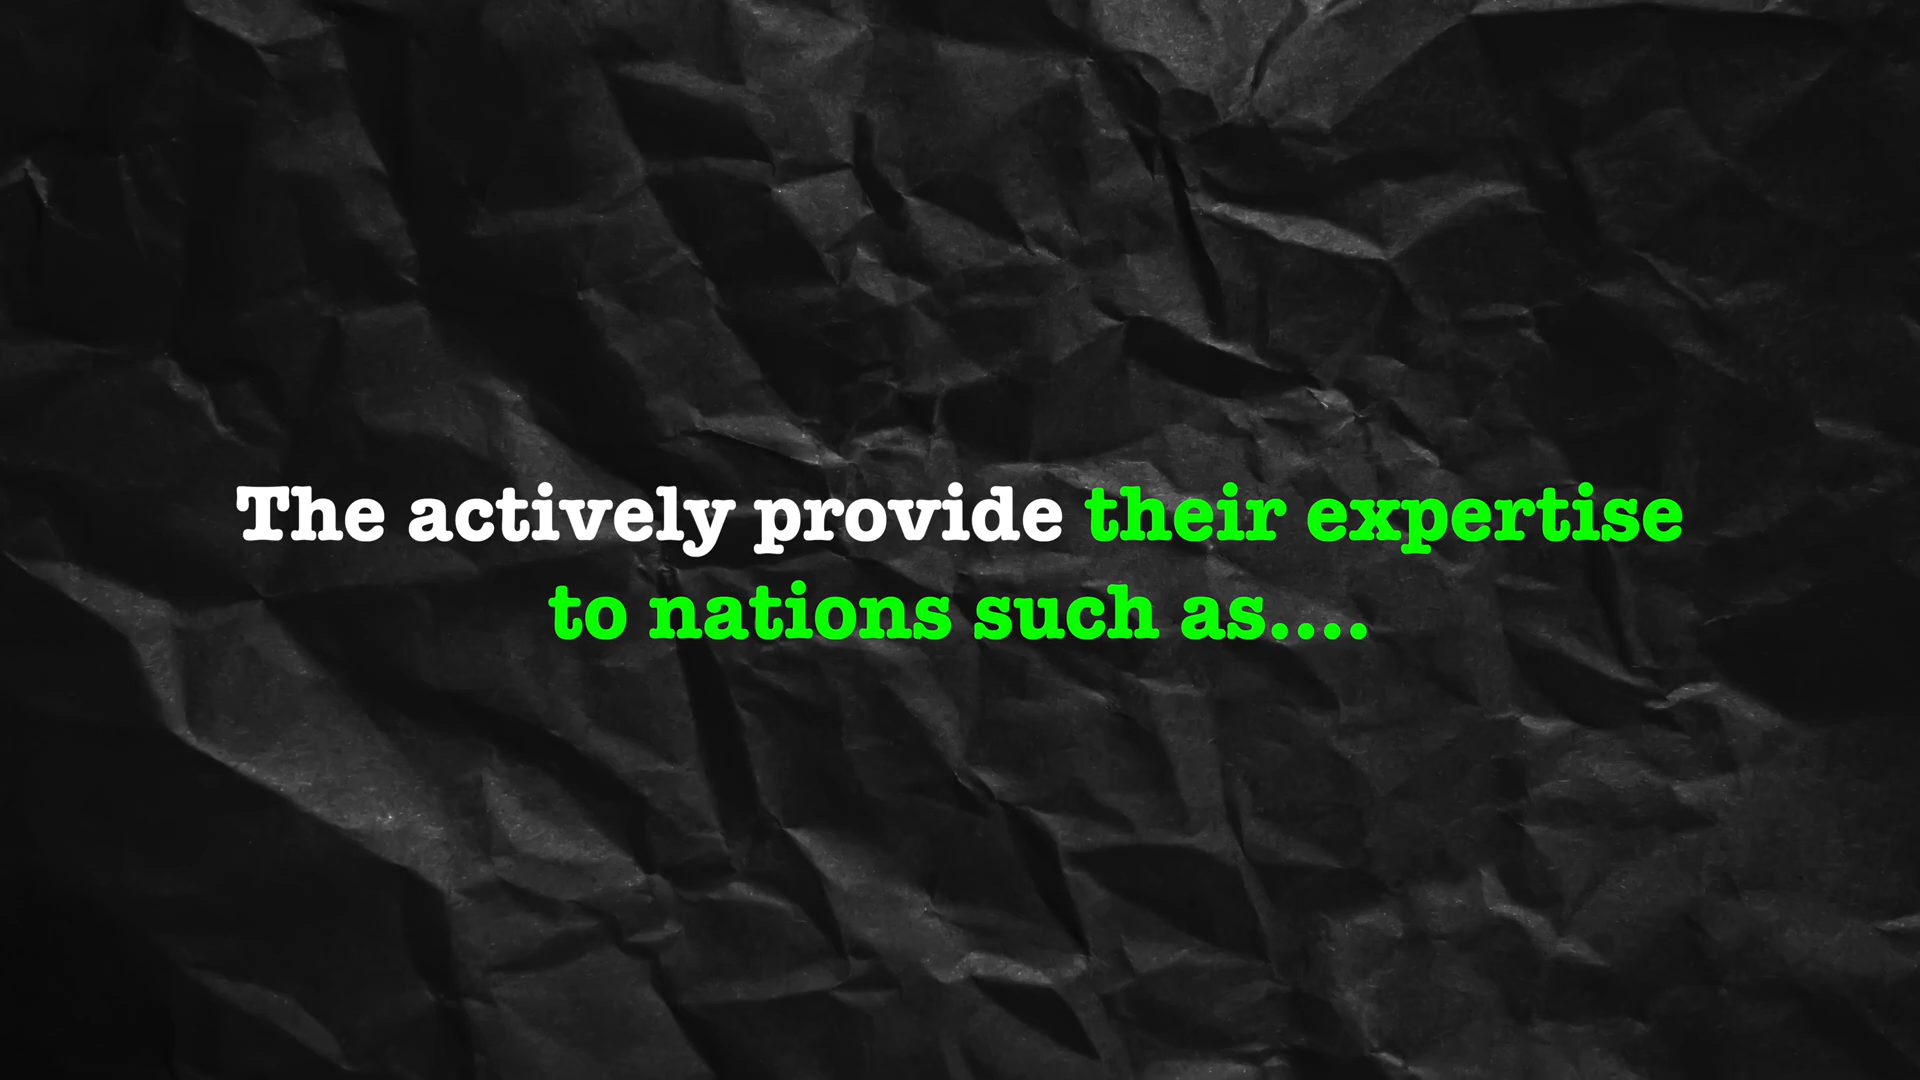 The actively provide their expertise
to nations such as....